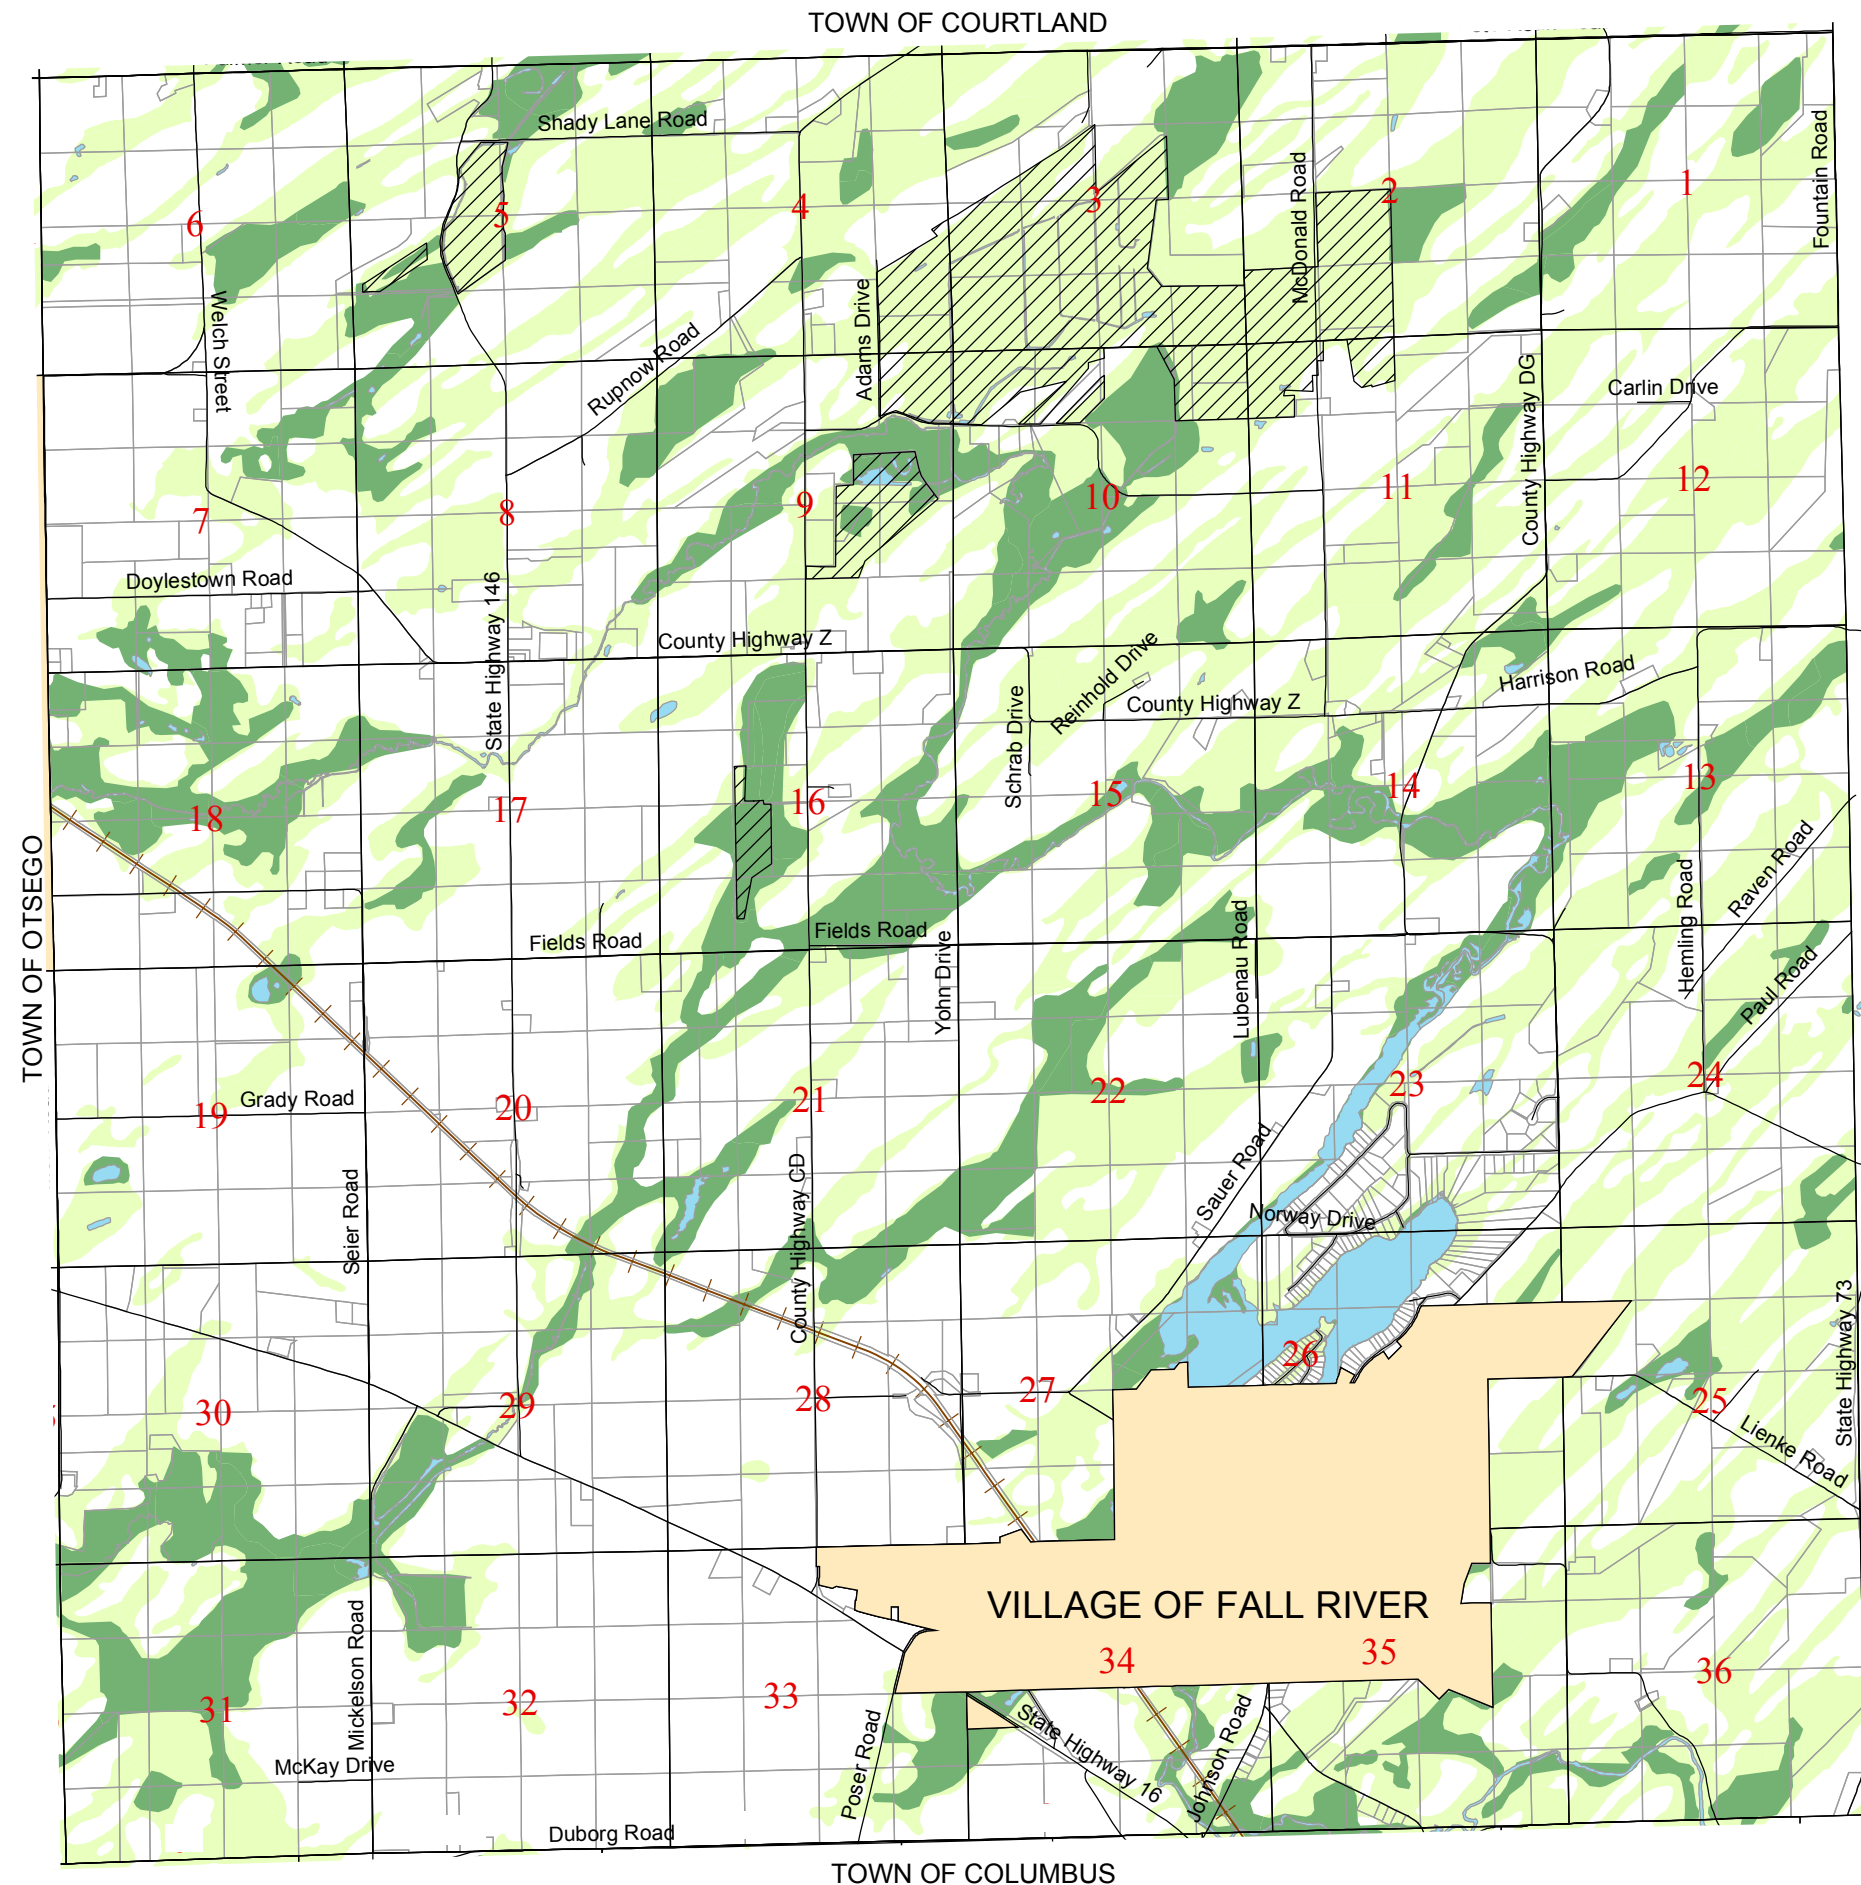 TOWN OF COURTLAND
Shady Lane Road
Fountain Road
McDonald Road
6
5
4
3
2
1
Welch Street
Rupnow Road
Adams Drive
County Highway DG
Carlin Drive
7
8
9
10
11
12
Doylestown Road
State Highway 146
County Highway Z
Schrab Drive
Reinhold Drive
County Highway Z
Harrison Road
18
17
16
15
14
13
TOWN OF OTSEGO
Fields Road
Fields Road
Yohn Drive
Lubenau Road
Hemling Road
Raven Road
Paul Road
19
Grady Road
20
21
22
23
24
Seier Road
County Highway CD
Sauer Road
Norway Drive
State Highway 73
30
29
28
27
26
25
Lienke Road
VILLAGE OF FALL RIVER
Mickelson Road
31
32
33
34
35
36
McKay Drive
Poser Road
State Highway 16
Johnson Road
Duborg Road
TOWN OF COLUMBUS